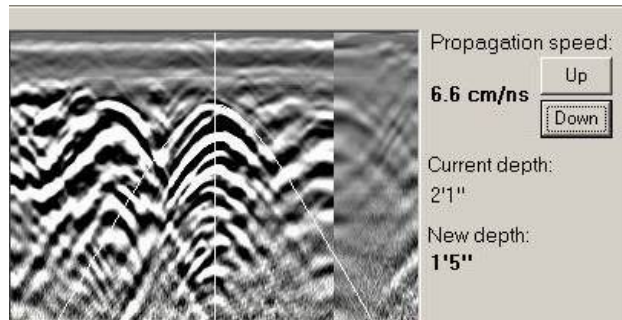 Propagation speed:
Up
6.6 cm/ns
Down
Current depth:
2'1"
New depth:
1'5"